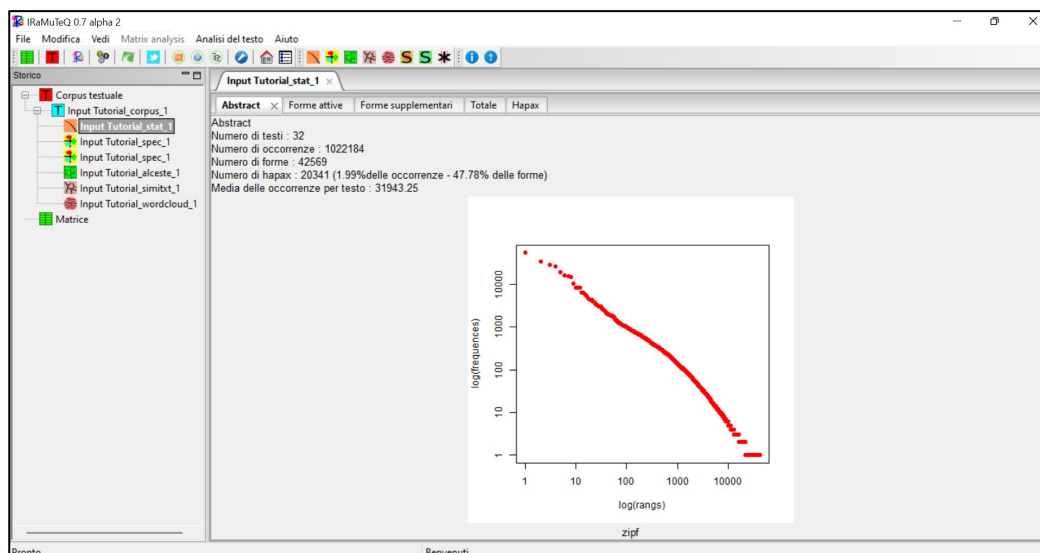 IRaMuTeQ 0.7 alpha 2
File Modifica Vedi Matrix analysis Analisi del testo Aiuto
Storico
Corpus testuale
Input Tutorial_corpus_1
Input Tutorial_stat_1
Input Tutorial_spec_1
Input Tutorial_spec_1
Input Tutorial_alceste_1
Input Tutorial_simitxt_1
Input Tutorial_wordcloud_1
Matrice
Input Tutorial_stat_1
Abstract Forme attive Forme supplementari Totale Hapax
Abstract
Numero di testi : 32
Numero di occorrenze : 1022184
Numero di forme : 42569
Numero di hapax : 20341 (1.99%delle occorrenze - 47.78% delle forme)
Media delle occorrenze per testo : 31943.25
log(frequences)
10000
1000
100
10
1
1 10 100 1000 10000
log(rangs)
zipf
Pronto Benvenuti